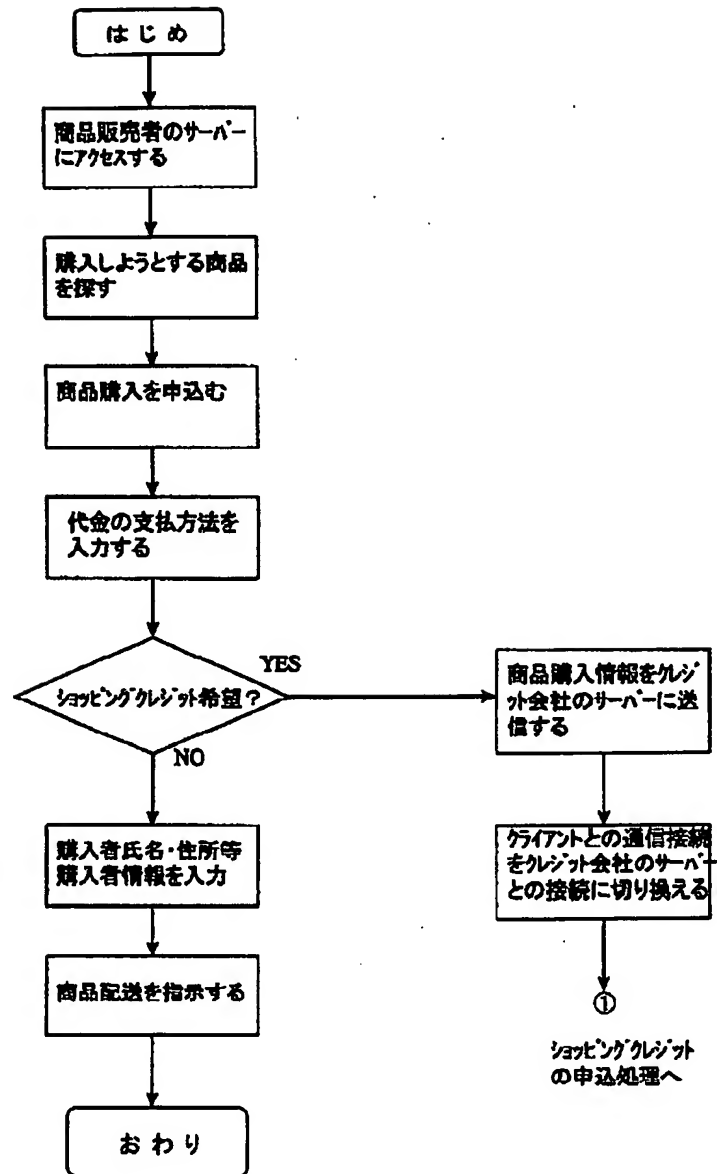 はじめ
商品販売者のサーバー
にアクセスする
購入しようとする商品
を探す
商品購入を申込む
代金の支払方法を
入力する
ショッピングクレジット希望？
YES
NO
商品購入情報をクレジ
ット会社のサーバーに送
信する
クライアントとの通信接続
をクレジット会社のサーバー
との接続に切り換える
①
ショッピングクレジット
の申込処理へ
購入者氏名・住所等
購入者情報を入力
商品配送を指示する
おわり